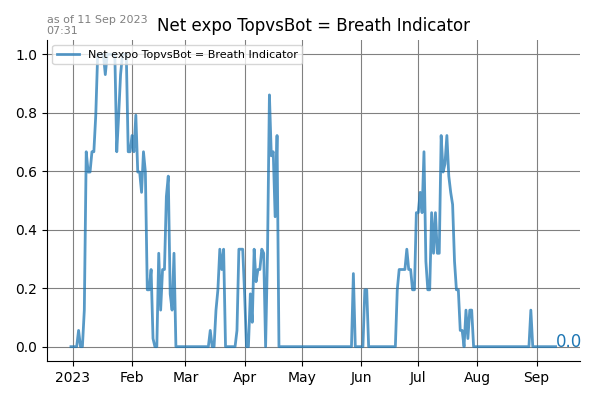 as of 11 Sep 2023
07:31
Net expo TopvsBot = Breath Indicator
Net expo TopvsBot = Breath Indicator
1.0
0.8
0.6
0.4
0.2
0.0
0.0
2023 Feb Mar Apr May Jun Jul Aug Sep